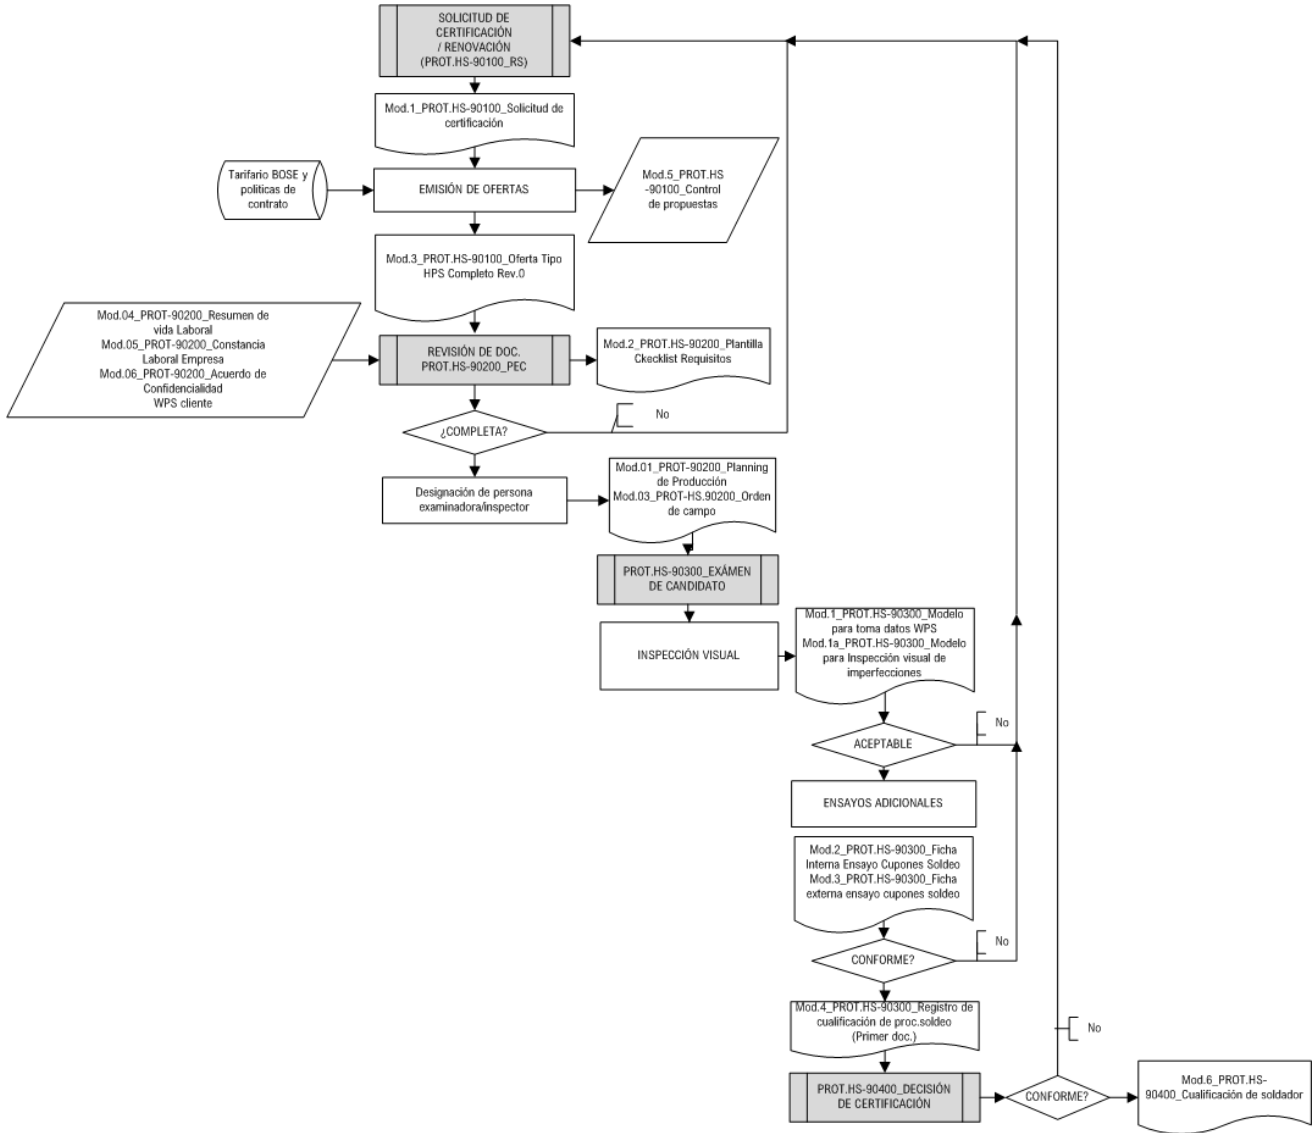 SOLICITUD DE
CERTIFICACIÓN
/ RENOVACIÓN
(PROT.HS-90100_RS)
Mod.1_PROT.HS-90100_Solicitud de
certificación
Tarifario BOSE y
politicas de
contrato
EMISIÓN DE OFERTAS
Mod.5_PROT.HS
-90100_Control
de propuestas
Mod.3_PROT.HS-90100_Oferta Tipo
HPS Completo Rev.0
Mod.04_PROT-90200_Resumen de
vida Laboral
Mod.05_PROT-90200_Constancia
Laboral Empresa
Mod.06_PROT-90200_Acuerdo de
Confidencialidad
WPS cliente
REVISIÓN DE DOC.
PROT.HS-90200_PEC
Mod.2_PROT.HS-90200_Plantilla
Checklist Requisitos
¿COMPLETA?
No
Designación de persona
examinadora/inspector
Mod.01_PROT-90200_Planning
de Producción
Mod.03_PROT-HS.90200_Orden
de campo
PROT.HS-90300_EXÁMEN
DE CANDIDATO
INSPECCIÓN VISUAL
Mod.1_PROT.HS-90300_Modelo
para toma datos WPS
Mod.1a_PROT.HS-90300_Modelo
para Inspección visual de
imperfecciones
ACEPTABLE
No
ENSAYOS ADICIONALES
Mod.2_PROT.HS-90300_Ficha
Interna Ensayo Cupones Soldeo
Mod.3_PROT.HS-90300_Ficha
externa ensayo cupones soldeo
CONFORME?
No
Mod.4_PROT.HS-90300_Registro de
cualificación de proc.soldeo
(Primer doc.)
PROT.HS-90400_DECISIÓN
DE CERTIFICACIÓN
CONFORME?
No
Mod.6_PROT.HS-
90400_Cualificación de soldador